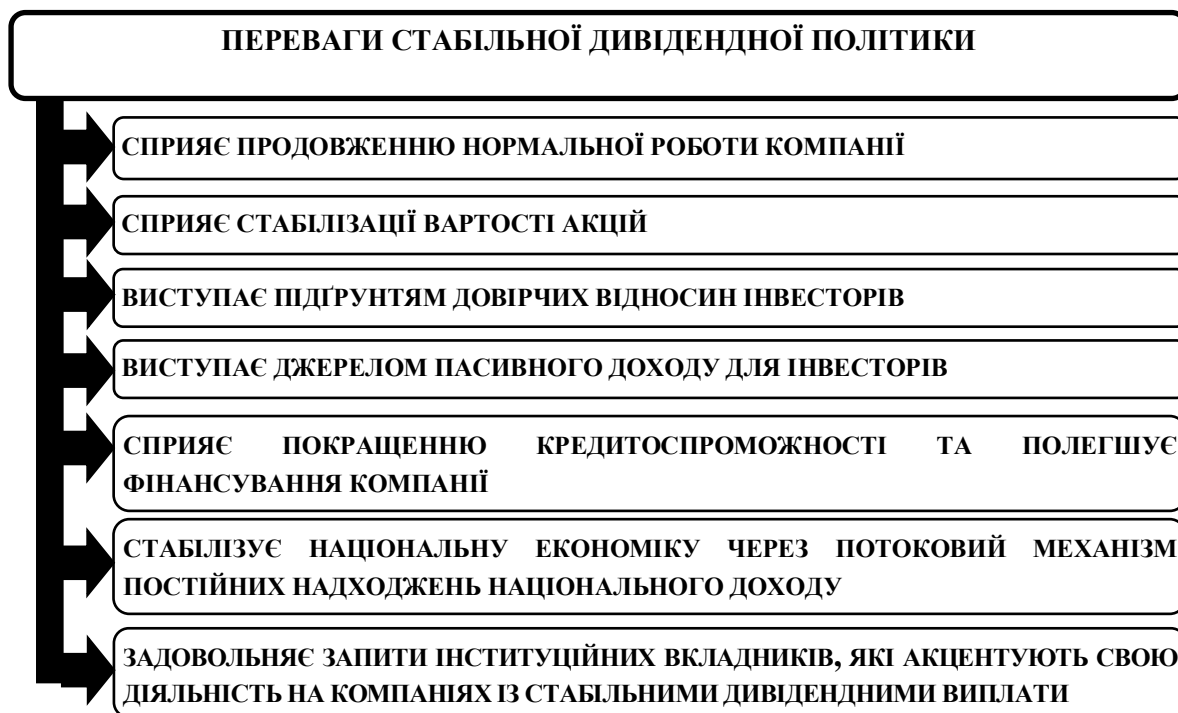 ПЕРЕВАГИ СТАБІЛЬНОЇ ДИВІДЕНДНОЇ ПОЛІТИКИ
СПРИЯЄ ПРОДОВЖЕННЮ НОРМАЛЬНОЇ РОБОТИ КОМПАНІЇ
СПРИЯЄ СТАБІЛІЗАЦІЇ ВАРТОСТІ АКЦІЙ
ВИСТУПАЄ ПІДҐРУНТЯМ ДОВІРЧИХ ВІДНОСИН ІНВЕСТОРІВ
ВИСТУПАЄ ДЖЕРЕЛОМ ПАСИВНОГО ДОХОДУ ДЛЯ ІНВЕСТОРІВ
СПРИЯЄ ПОКРАЩЕННЮ КРЕДИТОСПРОМОЖНОСТІ ТА ПОЛЕГШУЄ
ФІНАНСУВАННЯ КОМПАНІЇ
СТАБІЛІЗУЄ НАЦІОНАЛЬНУ ЕКОНОМІКУ ЧЕРЕЗ ПОТОКОВИЙ МЕХАНІЗМ
ПОСТІЙНИХ НАДХОДЖЕНЬ НАЦІОНАЛЬНОГО ДОХОДУ
ЗАДОВОЛЬНЯЄ ЗАПИТИ ІНСТИТУЦІЙНИХ ВКЛАДНИКІВ, ЯКІ АКЦЕНТУЮТЬ СВОЮ
ДІЯЛЬНІСТЬ НА КОМПАНІЯХ ІЗ СТАБІЛЬНИМИ ДИВІДЕНДНИМИ ВИПЛАТИ